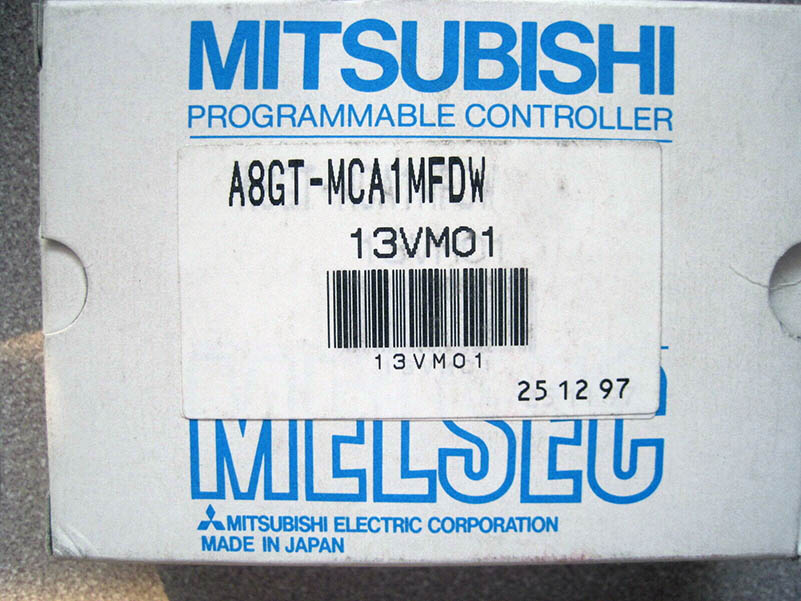 MITSUBISHI
PROGRAMMABLE CONTROLLER
A8GT-MCA1MFDW
13VM01
13VM01
25 12 97
MELSEC
MITSUBISHI ELECTRIC CORPORATION
MADE IN JAPAN